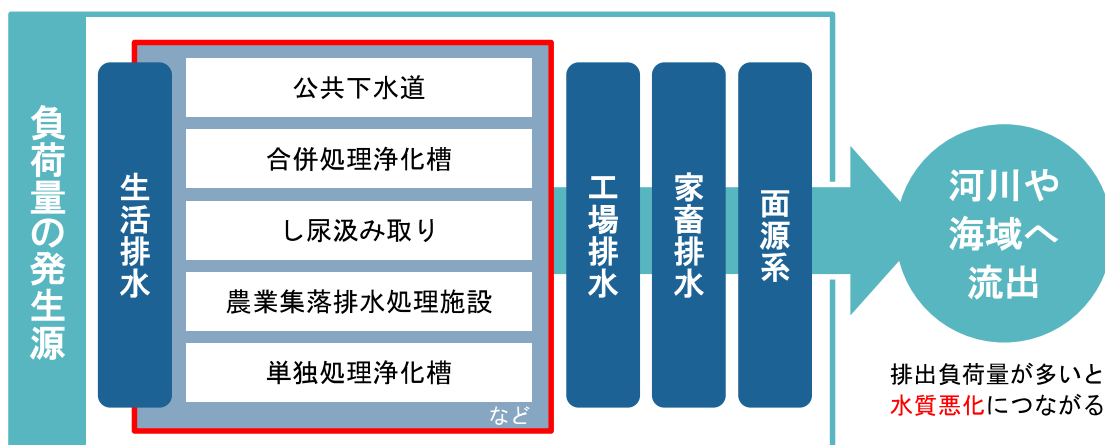 負荷量の発生源
生活排水
公共下水道
合併処理浄化槽
し尿汲み取り
農業集落排水処理施設
単独処理浄化槽
など
工場排水
家畜排水
面源系
河川や
海域へ
流出
排出負荷量が多いと
水質悪化につながる